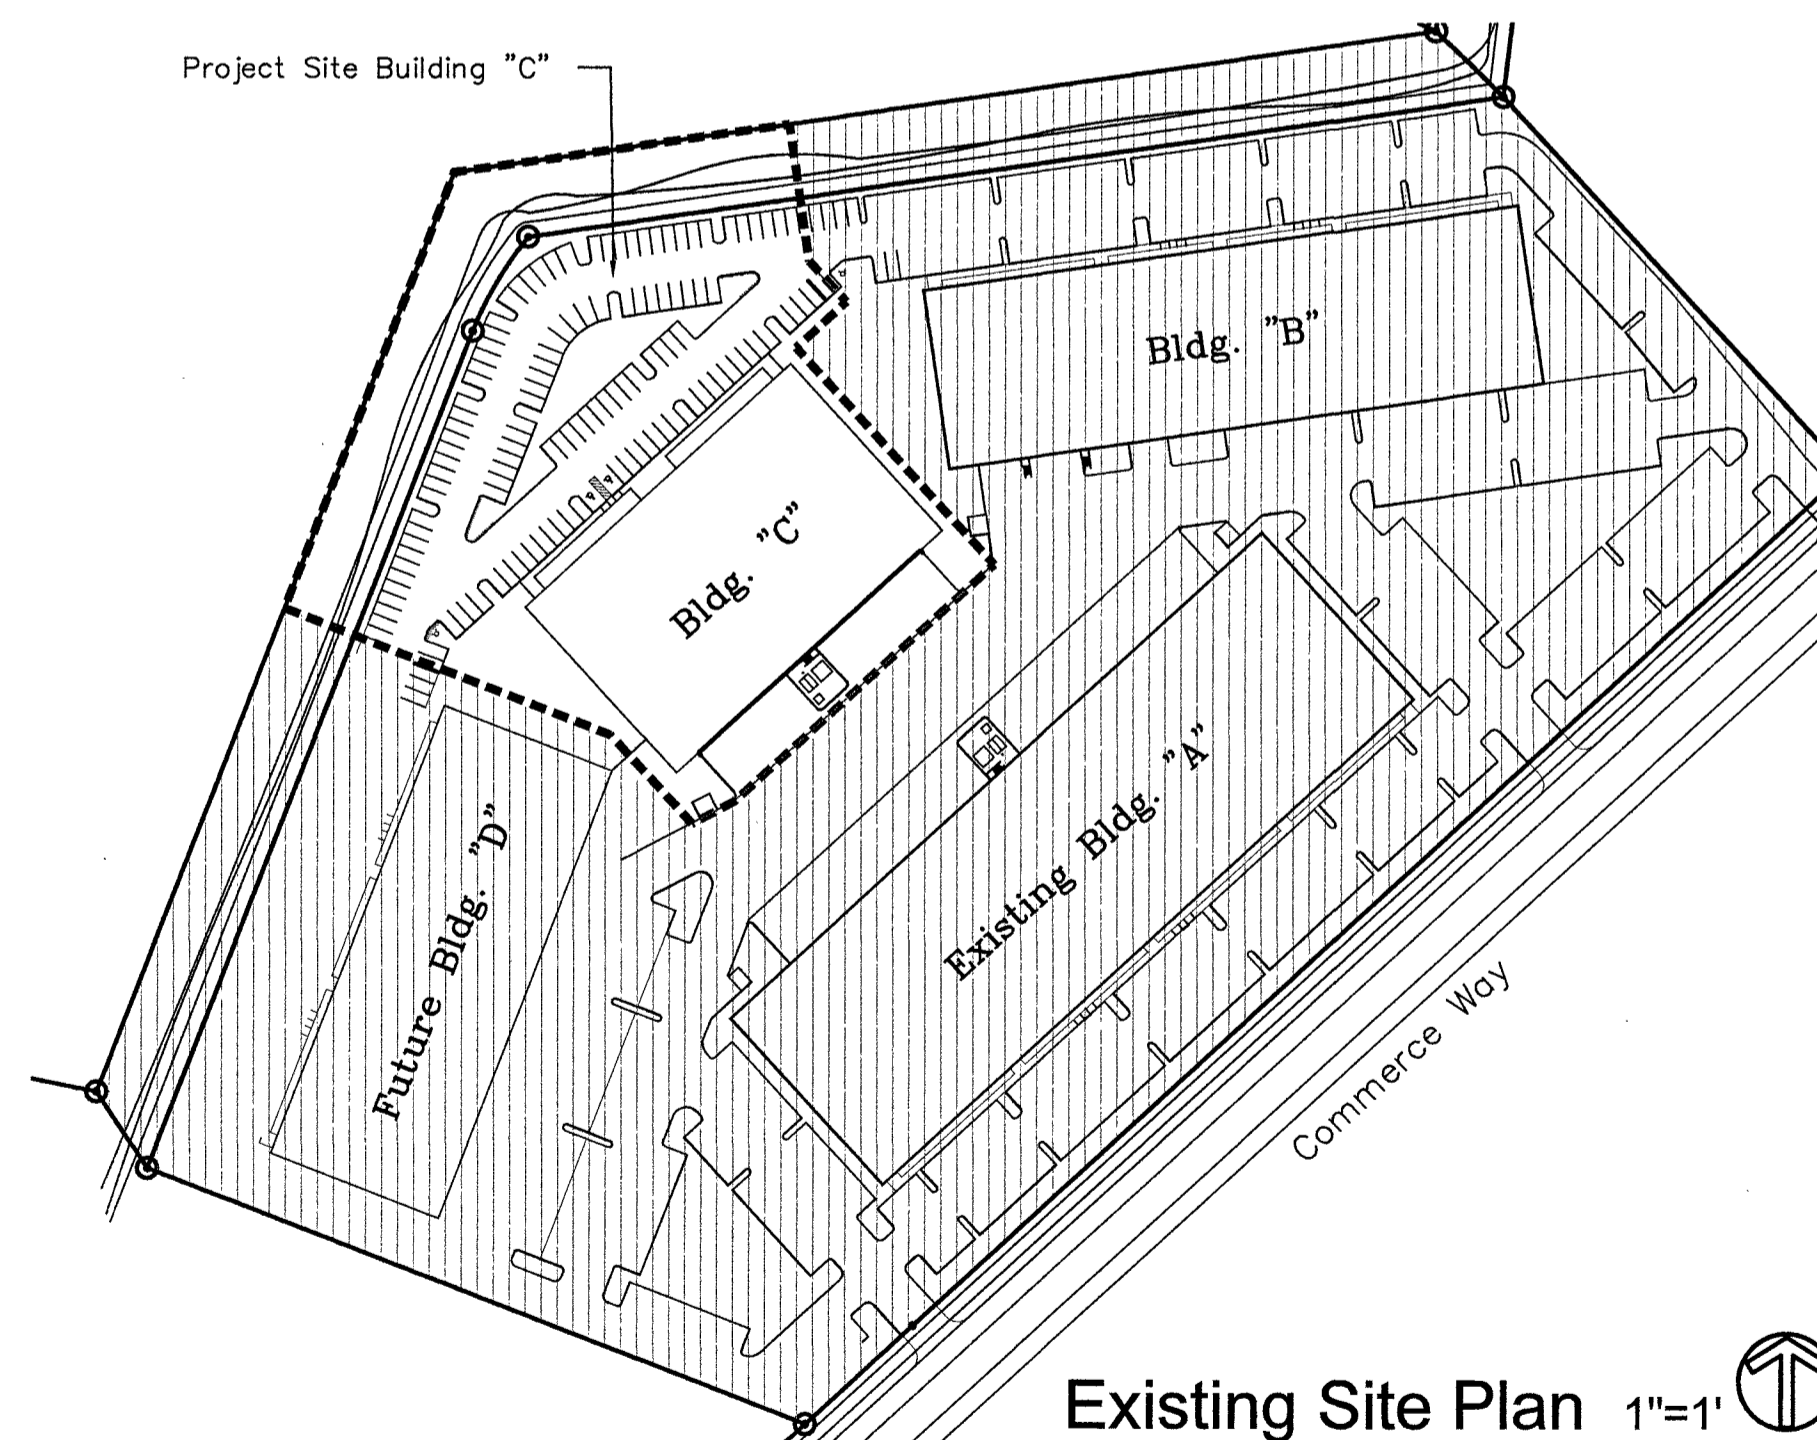 Project Site Building "C"
Bldg. "B"
Bldg. "C"
Existing Bldg. "A"
Future Bldg. "D"
Commerce Way
Existing Site Plan 1"=1'